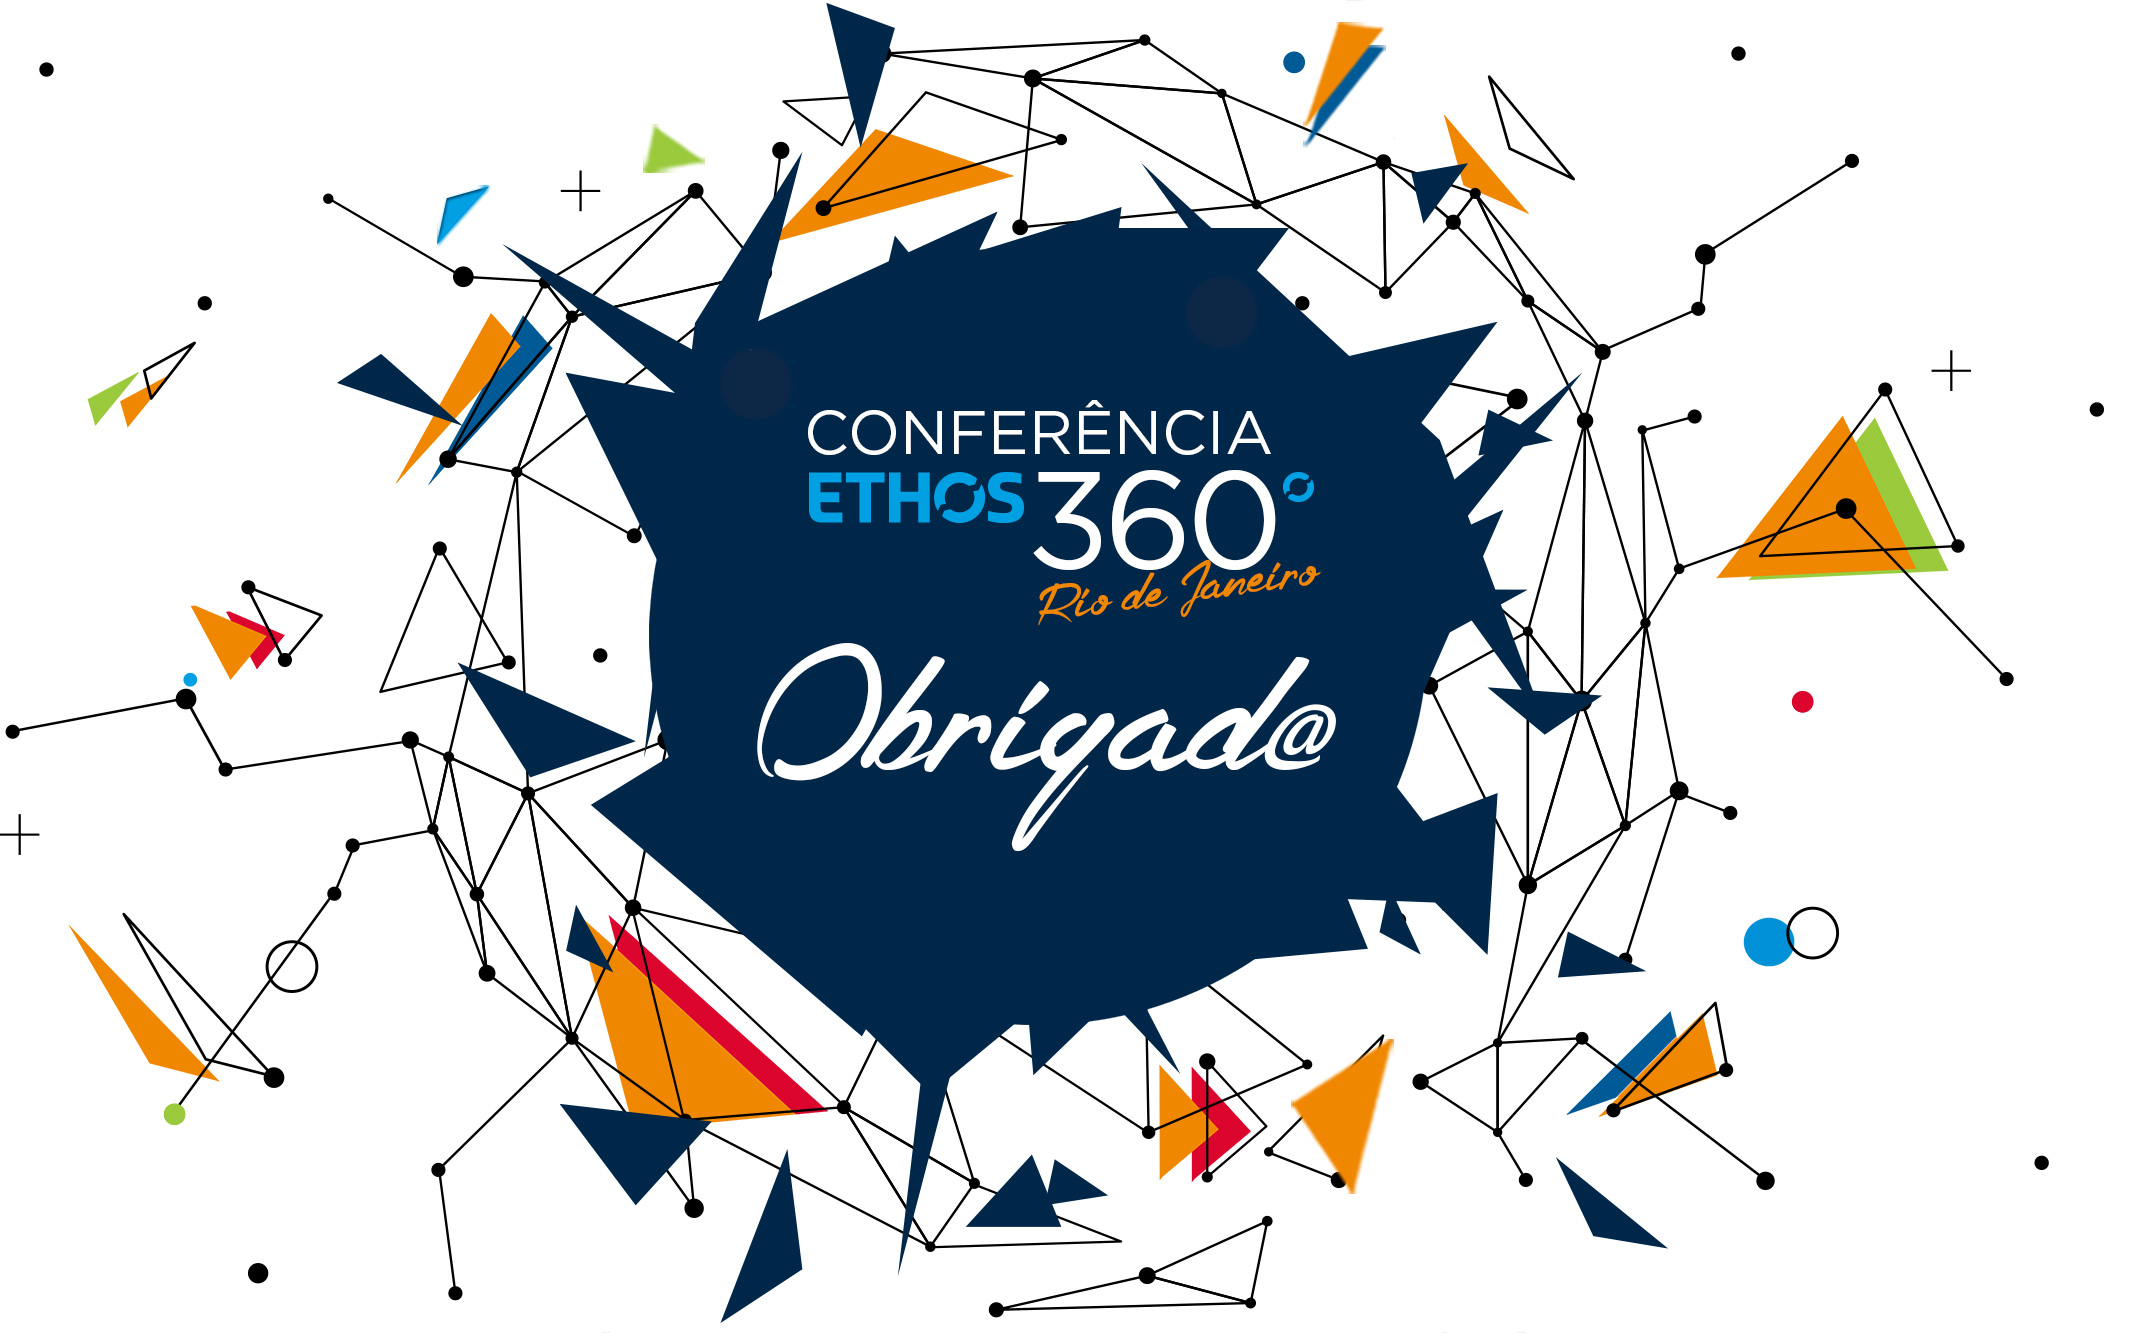 CONFERÊNCIA
ETHOS 360°
Rio de Janeiro
Obrigad@